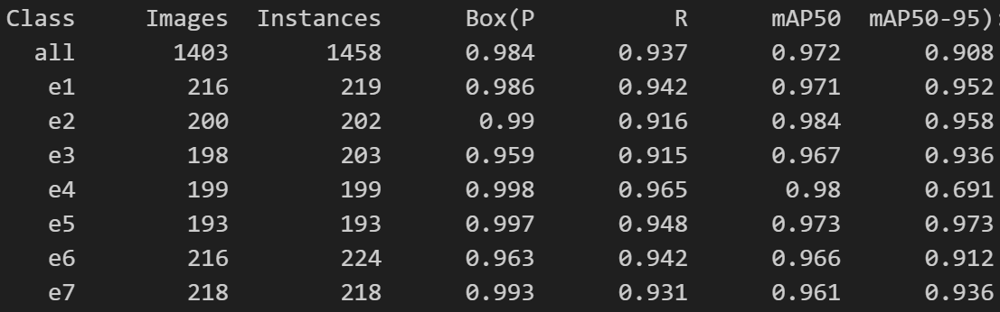 Class Images Instances Box(P R mAP50 mAP50-95):
all 1403 1458 0.984 0.937 0.972 0.908
e1 216 219 0.986 0.942 0.971 0.952
e2 200 202 0.99 0.916 0.984 0.958
e3 198 203 0.959 0.915 0.967 0.936
e4 199 199 0.998 0.965 0.98 0.691
e5 193 193 0.997 0.948 0.973 0.973
e6 216 224 0.963 0.942 0.966 0.912
e7 218 218 0.993 0.931 0.961 0.936